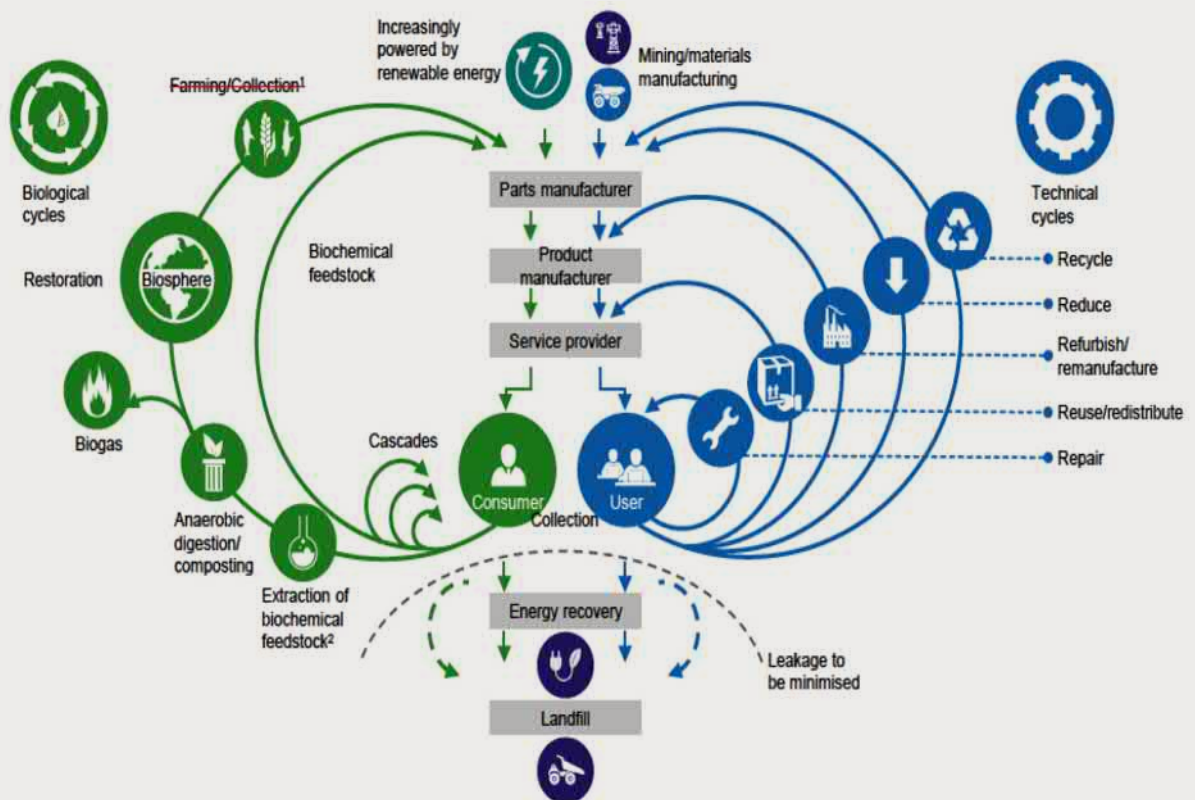 Increasingly
powered by
renewable energy
Mining/materials
manufacturing
Farming/Collection¹
Biological
cycles
Technical
cycles
Parts manufacturer
Biochemical
feedstock
Product
manufacturer
Restoration
Biosphere
Recycle
Reduce
Service provider
Refurbish/
remanufacture
Biogas
Cascades
Reuse/redistribute
Repair
Consumer
User
Collection
Anaerobic
digestion/
composting
Extraction of
biochemical
feedstock²
Energy recovery
Leakage to
be minimised
Landfill